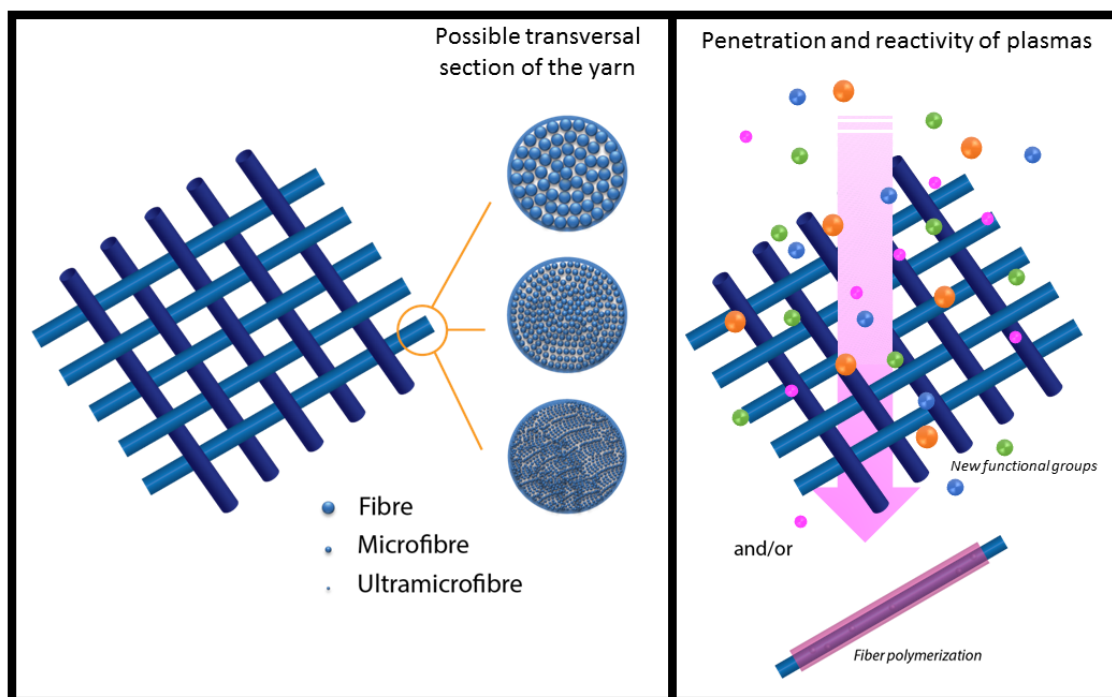 Possible transversal
section of the yarn
Fibre
Microfibre
Ultramicrofibre
Penetration and reactivity of plasmas
New functional groups
and/or
Fiber polymerization